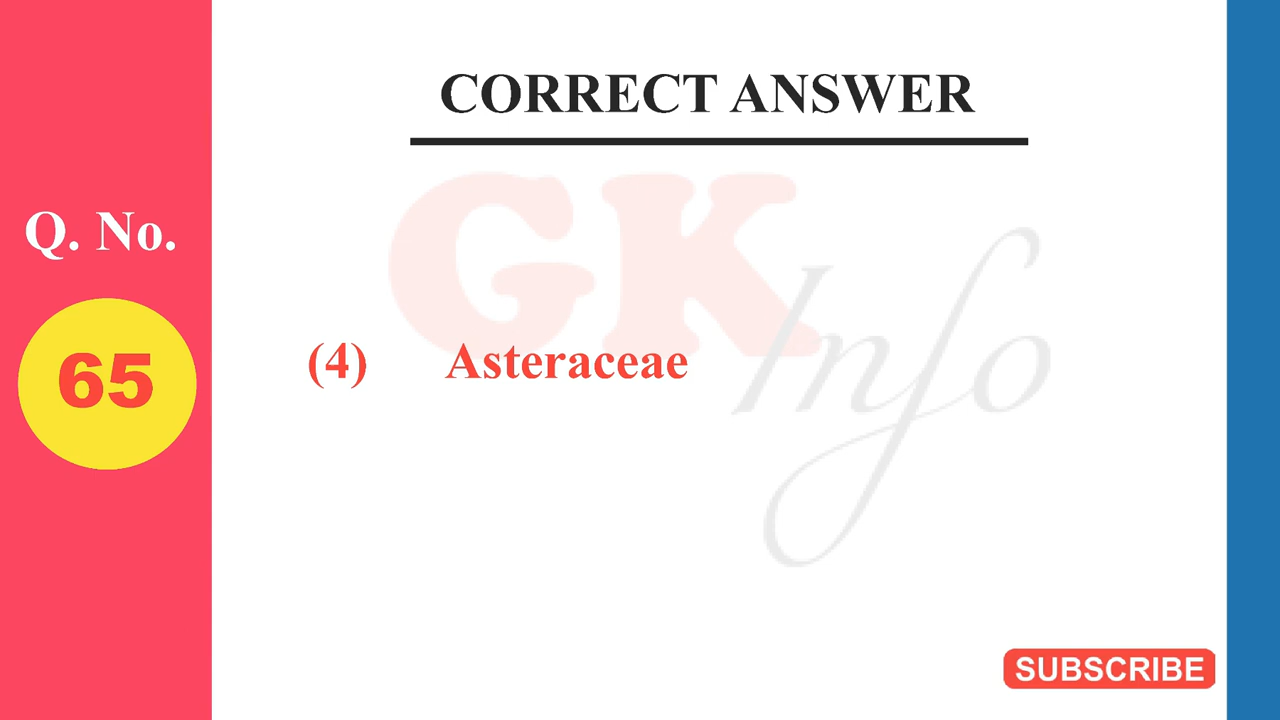 CORRECT ANSWER
Q. No.
65
(4) Asteraceae
GK
Info
SUBSCRIBE